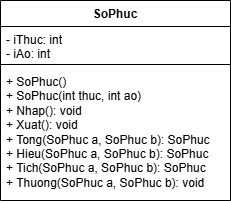 SoPhuc
- iThuc: int
- iAo: int
+ SoPhuc()
+ SoPhuc(int thuc, int ao)
+ Nhap(): void
+ Xuat(): void
+ Tong(SoPhuc a, SoPhuc b): SoPhuc
+ Hieu(SoPhuc a, SoPhuc b): SoPhuc
+ Tich(SoPhuc a, SoPhuc b): SoPhuc
+ Thuong(SoPhuc a, SoPhuc b): void